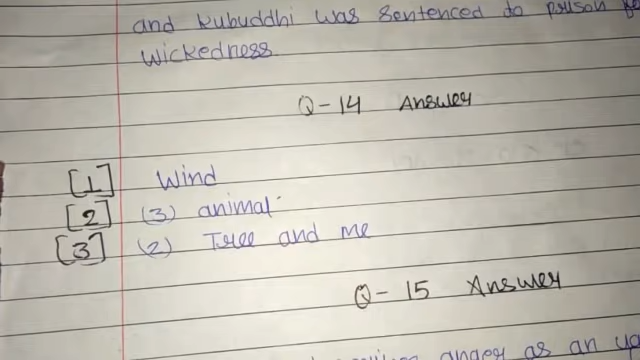 and kubuddhi was sentenced do prison
wickedness
Q-14 Answer
[1] Wind
[2] (3) animal
[3] (2) Tree and me
Q-15 Answer
anger as an